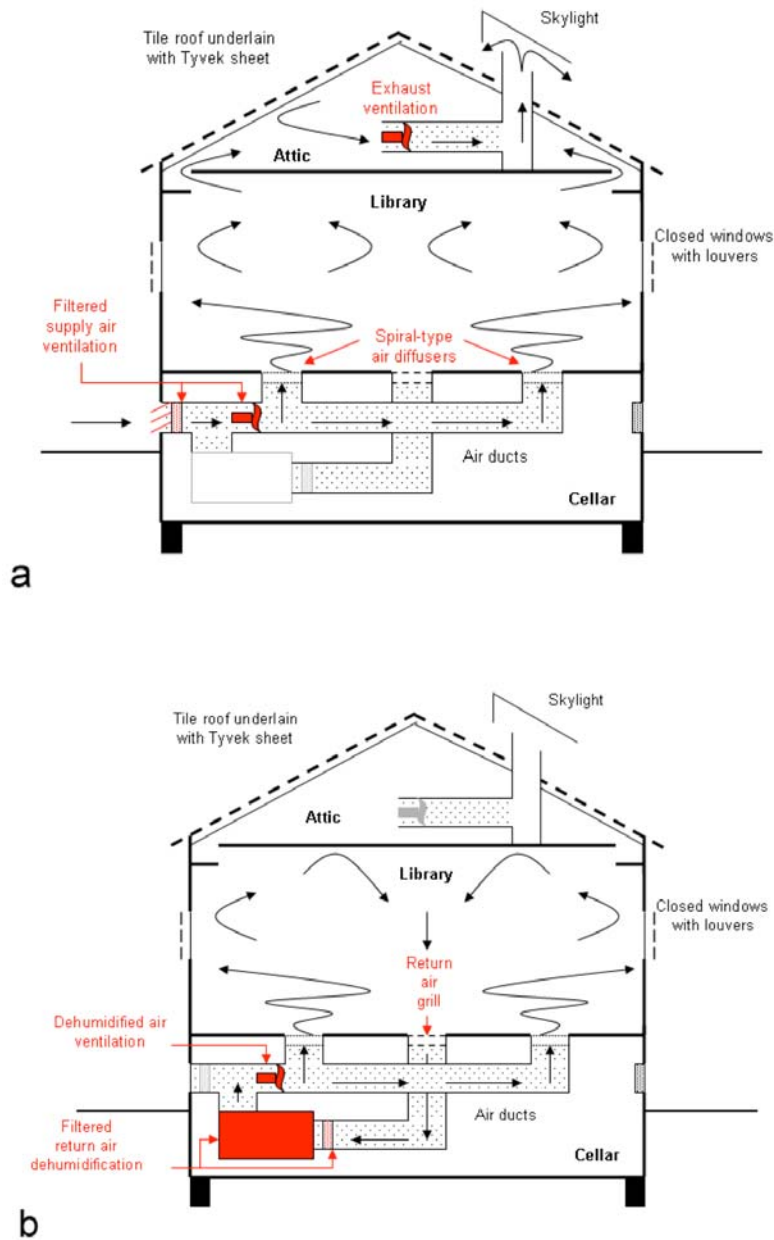 Skylight
Tile roof underlain
with Tyvek sheet
Exhaust
ventilation
Attic
Library
Closed windows
with louvers
Filtered
supply air
ventilation
Spiral-type
air diffusers
Air ducts
Cellar
a
Skylight
Tile roof underlain
with Tyvek sheet
Attic
Library
Closed windows
with louvers
Return
air
grill
Dehumidified air
ventilation
Air ducts
Filtered
return air
dehumidification
Cellar
b